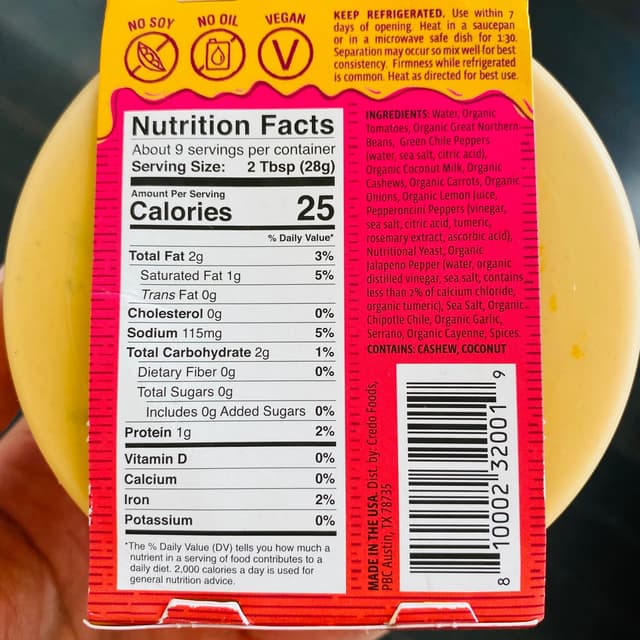 NO SOY
NO OIL
VEGAN
V
KEEP REFRIGERATED. Use within 7
days of opening. Heat in a saucepan
or in a microwave safe dish for 1:30.
Separation may occur so mix well for best
consistency. Firmness while refrigerated
is common. Heat as directed for best use.
Nutrition Facts
About 9 servings per container
Serving Size: 2 Tbsp (28g)
Amount Per Serving
Calories 25
% Daily Value*
Total Fat 2g 3%
Saturated Fat 1g 5%
Trans Fat 0g
Cholesterol 0g 0%
Sodium 115mg 5%
Total Carbohydrate 2g 1%
Dietary Fiber 0g 0%
Total Sugars 0g
Includes 0g Added Sugars 0%
Protein 1g 2%
Vitamin D 0%
Calcium 0%
Iron 2%
Potassium 0%
*The % Daily Value (DV) tells you how much a
nutrient in a serving of food contributes to a
daily diet. 2,000 calories a day is used for
general nutrition advice.
INGREDIENTS: Water, Organic
Tomatoes, Organic Great Northern
Beans, Green Chile Peppers
(water, sea salt, citric acid),
Organic Coconut Milk, Organic
Cashews, Organic Carrots, Organic
Onions, Organic Lemon Juice,
Pepperoncini Peppers (vinegar,
sea salt, citric acid, tumeric,
rosemary extract, ascorbic acid),
Nutritional Yeast, Organic
Jalapeno Pepper (water, organic
distilled vinegar, sea salt, contains
less than 2% of calcium chloride,
organic tumeric), Sea Salt, Organic
Chipotle Chile, Organic Garlic,
Serrano, Organic Cayenne, Spices.
CONTAINS: CASHEW, COCONUT
MADE IN THE USA. Dist. by: Credo Foods,
PBC Austin, TX 78735
8 10002 32001 9